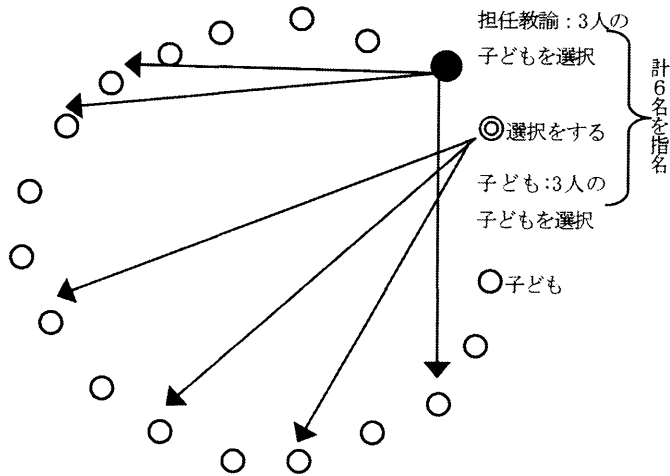 担任教諭：3人の
子どもを選択
選択をする
子ども：3人の
子どもを選択
計6名を指名
子ども